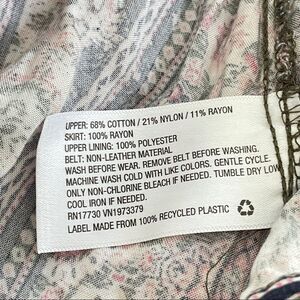 UPPER: 68% COTTON / 21% NYLON / 11% RAYON
SKIRT: 100% RAYON
UPPER LINING: 100% POLYESTER
BELT: NON-LEATHER MATERIAL
WASH BEFORE WEAR. REMOVE BELT BEFORE WASHING.
MACHINE WASH COLD WITH LIKE COLORS. GENTLE CYCLE.
ONLY NON-CHLORINE BLEACH IF NEEDED. TUMBLE DRY LOW
COOL IRON IF NEEDED.
RN17730 VN1973379
LABEL MADE FROM 100% RECYCLED PLASTIC